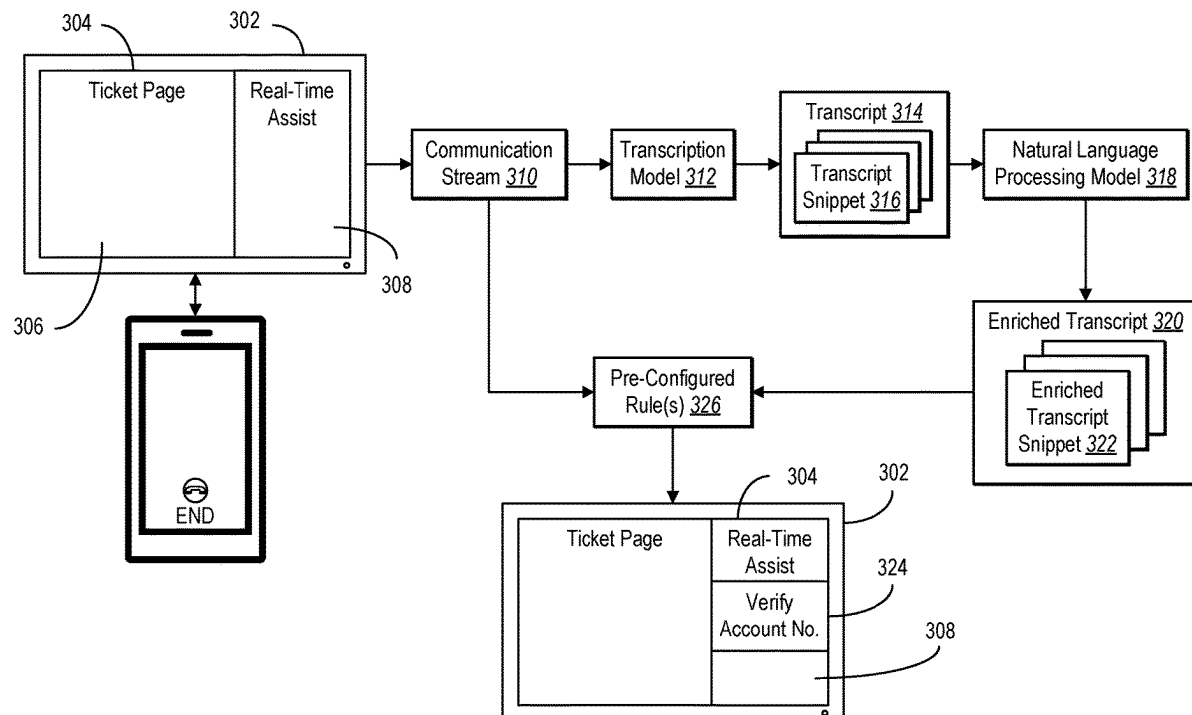 304
302
Ticket Page
Real-Time
Assist
308
306
END
Communication
Stream 310
Transcription
Model 312
Transcript 314
Transcript
Snippet 316
Natural Language
Processing Model 318
Enriched Transcript 320
Enriched
Transcript
Snippet 322
Pre-Configured
Rule(s) 326
304
302
Ticket Page
Real-Time
Assist
324
Verify
Account No.
308